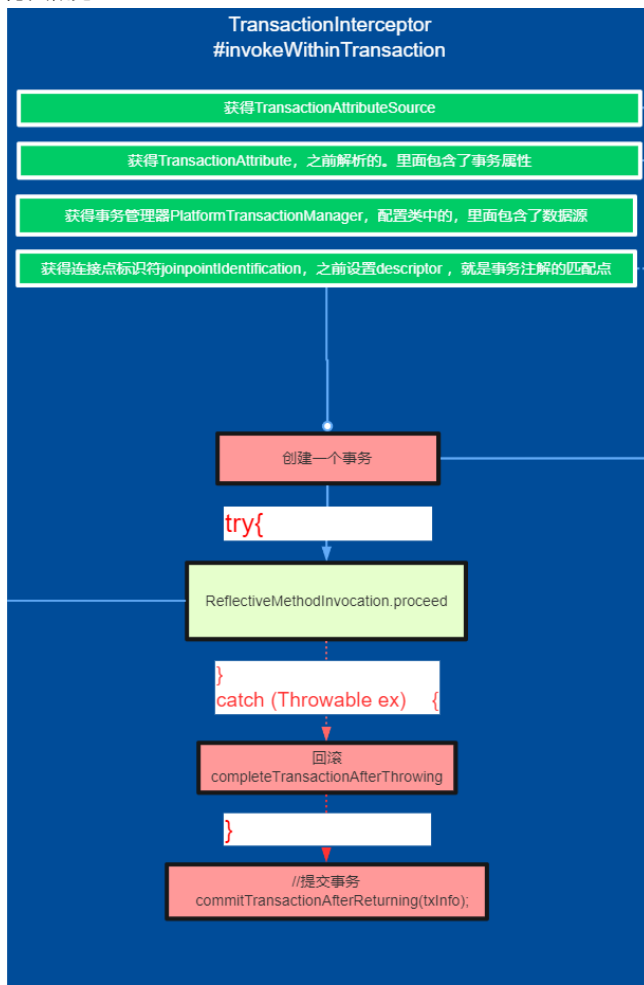 TransactionInterceptor
#invokeWithinTransaction
获得TransactionAttributeSource
获得TransactionAttribute，之前解析的。里面包含了事务属性
获得事务管理器PlatformTransactionManager，配置类中的，里面包含了数据源
获得连接点标识符joinpointIdentification，之前设置descriptor ，就是事务注解的匹配点
创建一个事务
try{
ReflectiveMethodInvocation.proceed
}
catch (Throwable ex) {
回滚
completeTransactionAfterThrowing
}
//提交事务
commitTransactionAfterReturning(txInfo);